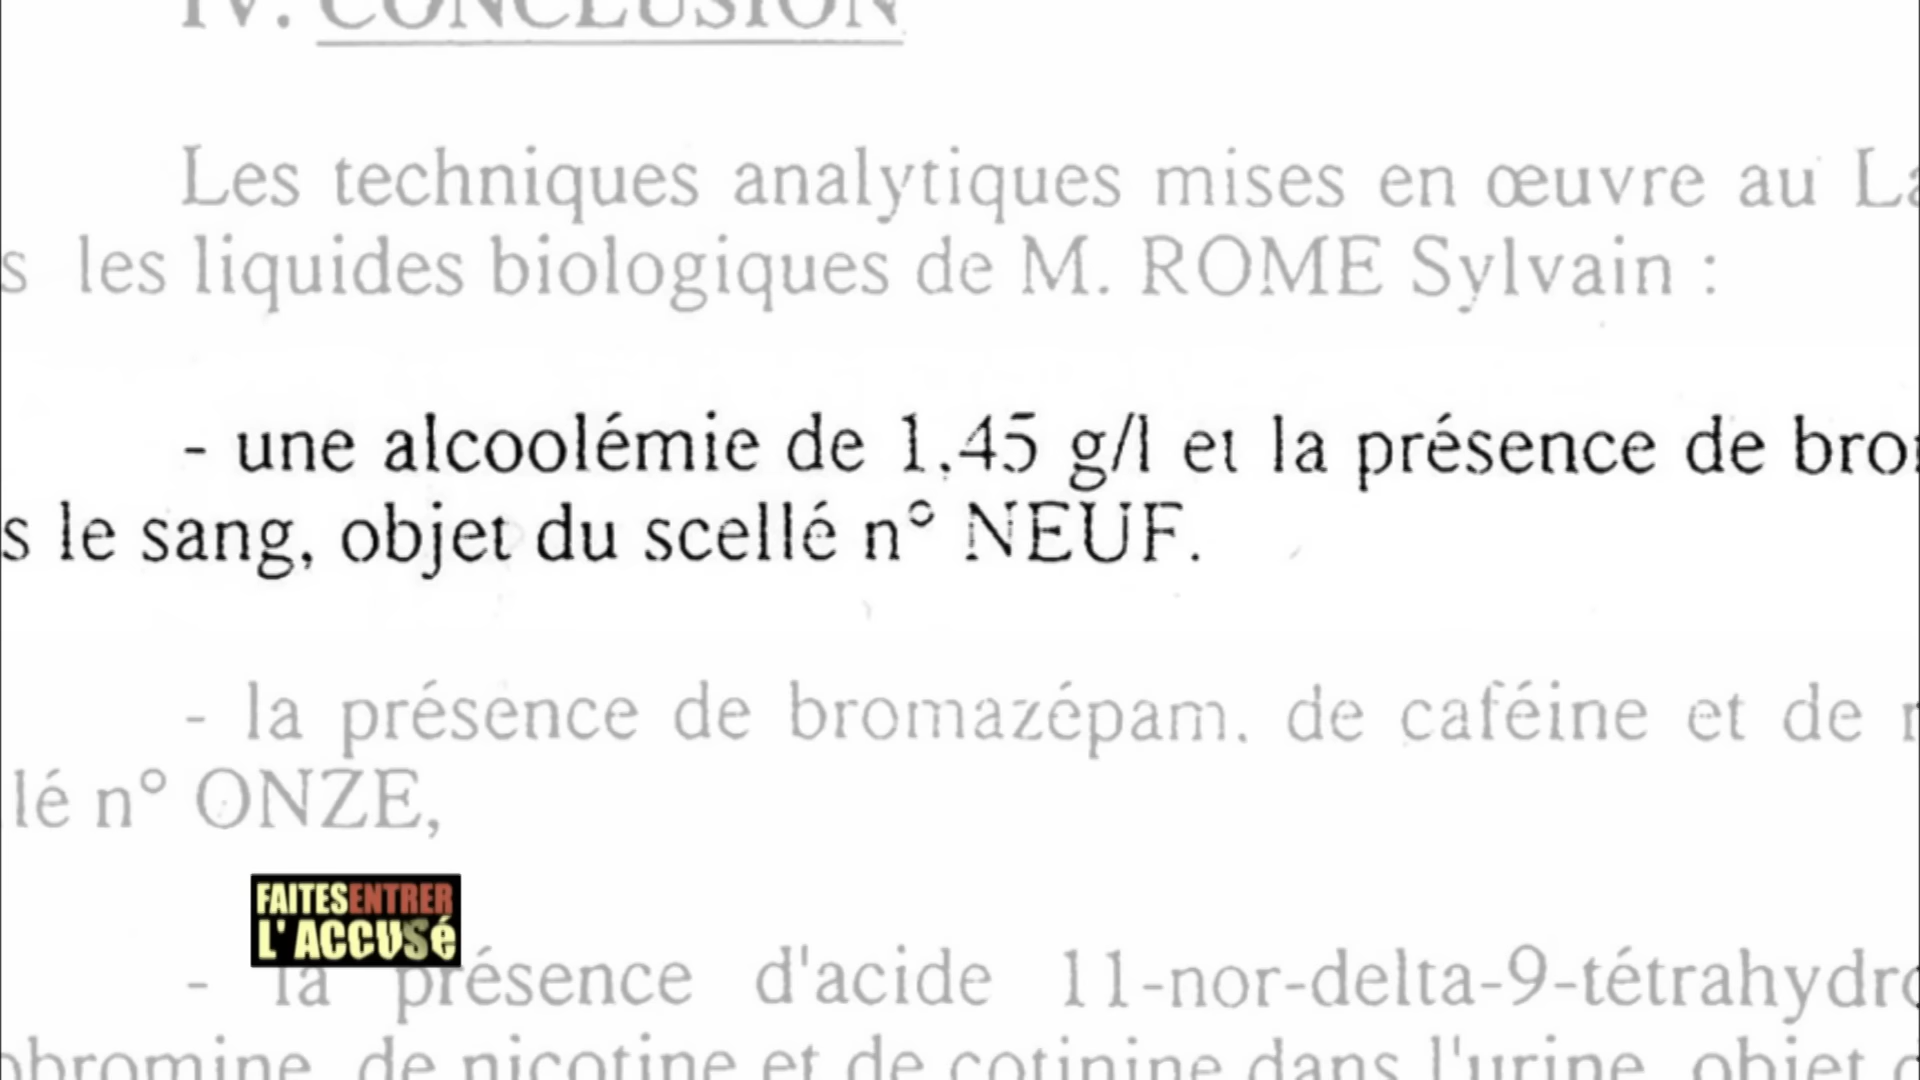 IV. CONCLUSION
Les techniques analytiques mises en œuvre au
les liquides biologiques de M. ROME Sylvain :
- une alcoolémie de 1,45 g/l et la présence de
le sang, objet du scellé n° NEUF.
- la présence de bromazépam, de caféine et de
lé n° ONZE,
FAITES ENTRER
L'ACCUSé
- la présence d'acide 11-nor-delta-9-tétrahydro
obromine, de nicotine et de cotinine dans l'urine, objet